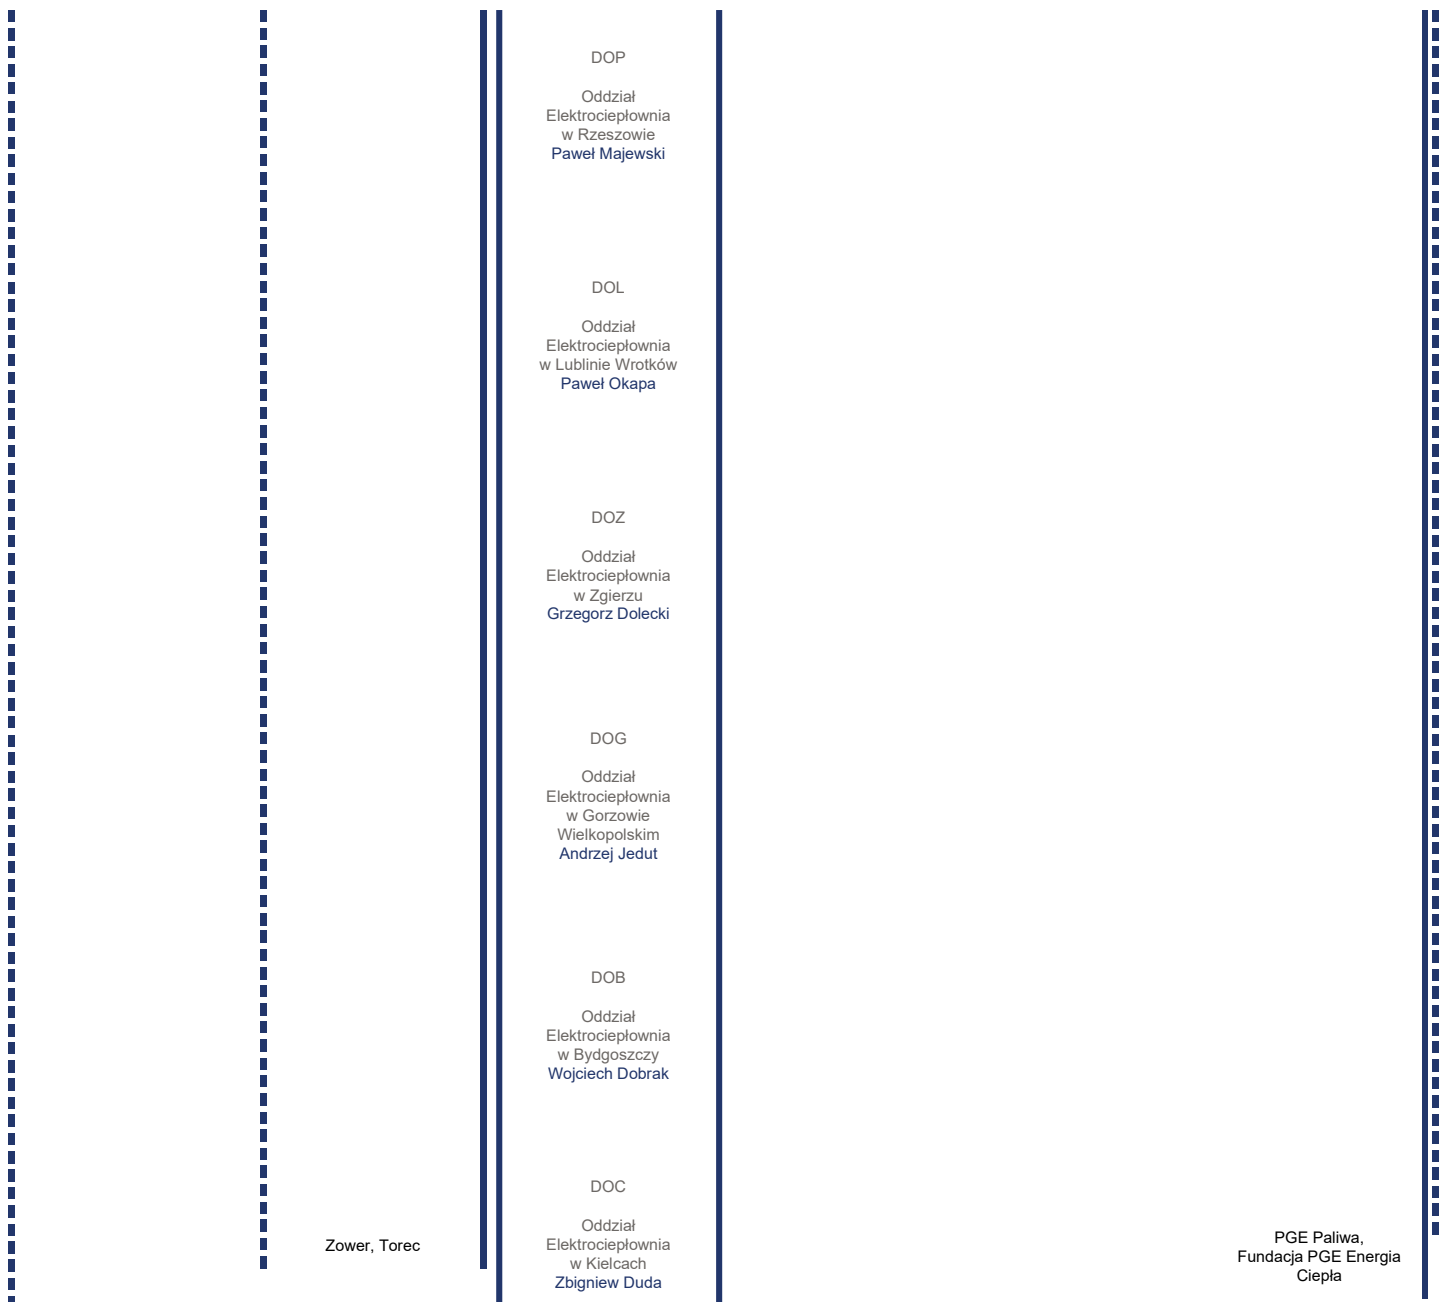 DOP
Oddział
Elektrociepłownia
w Rzeszowie
Paweł Majewski
DOL
Oddział
Elektrociepłownia
w Lublinie Wrotków
Paweł Okapa
DOZ
Oddział
Elektrociepłownia
w Zgierzu
Grzegorz Dolecki
DOG
Oddział
Elektrociepłownia
w Gorzowie
Wielkopolskim
Andrzej Jedut
DOB
Oddział
Elektrociepłownia
w Bydgoszczy
Wojciech Dobrak
DOC
Oddział
Elektrociepłownia
w Kielcach
Zbigniew Duda
Zower, Torec
PGE Paliwa,
Fundacja PGE Energia
Ciepła